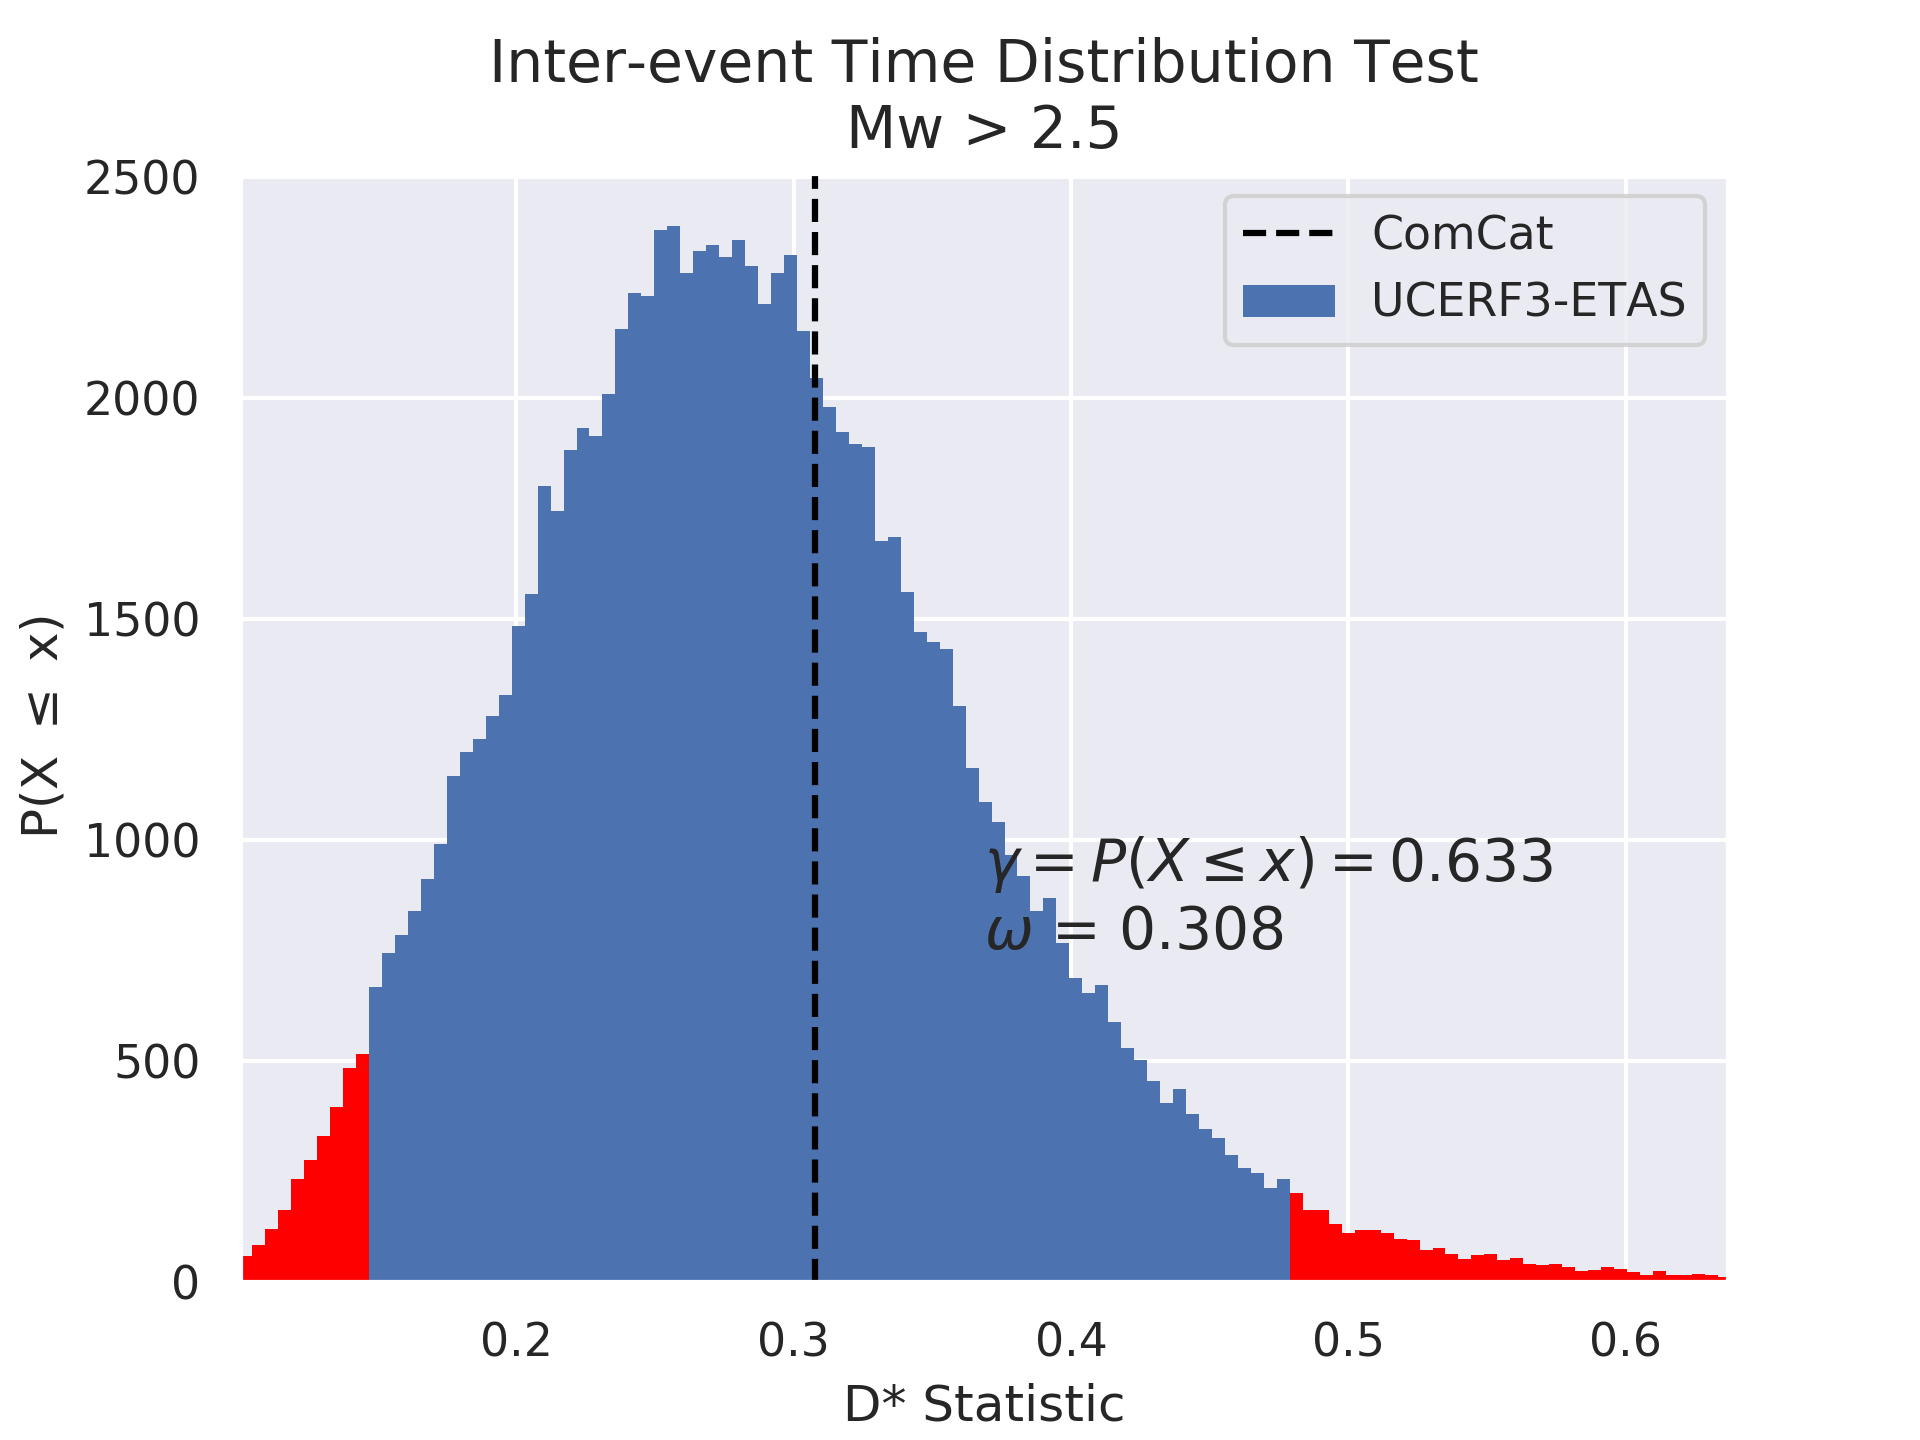 Inter-event Time Distribution Test
Mw > 2.5
2500
2000
1500
1000
500
0
P(X ≤ x)
ComCat
UCERF3-ETAS
γ = P(X ≤ x) = 0.633
ω = 0.308
0.2 0.3 0.4 0.5 0.6
D* Statistic